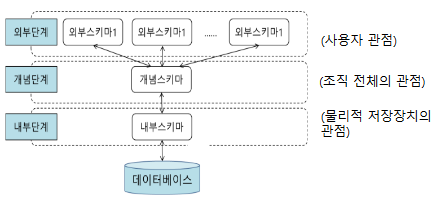 외부단계 외부스키마1 외부스키마1 ...... 외부스키마1 (사용자 관점)
개념단계 개념스키마 (조직 전체의 관점)
내부단계 내부스키마 (물리적 저장장치의
관점)
데이터베이스